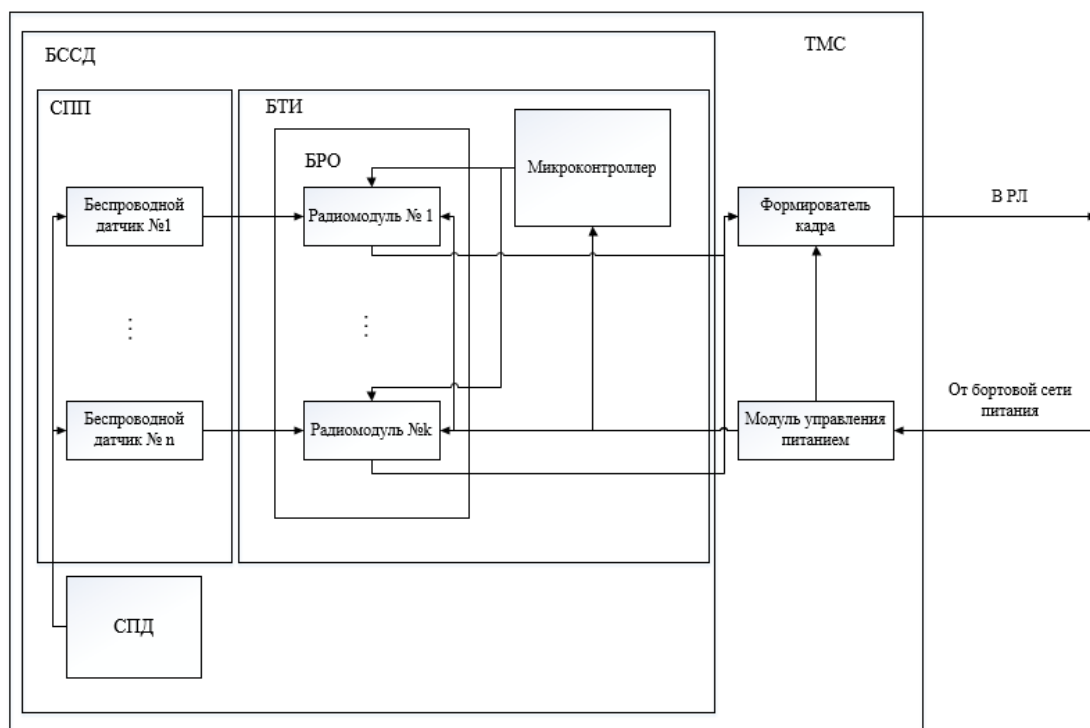 БССД
ТМС
СПП
БТИ
БРО
Микроконтроллер
Беспроводной
датчик №1
Радиомодуль № 1
Формирователь
кадра
В РЛ
Беспроводной
датчик № n
Радиомодуль №k
Модуль управления
питанием
От бортовой сети
питания
СПД